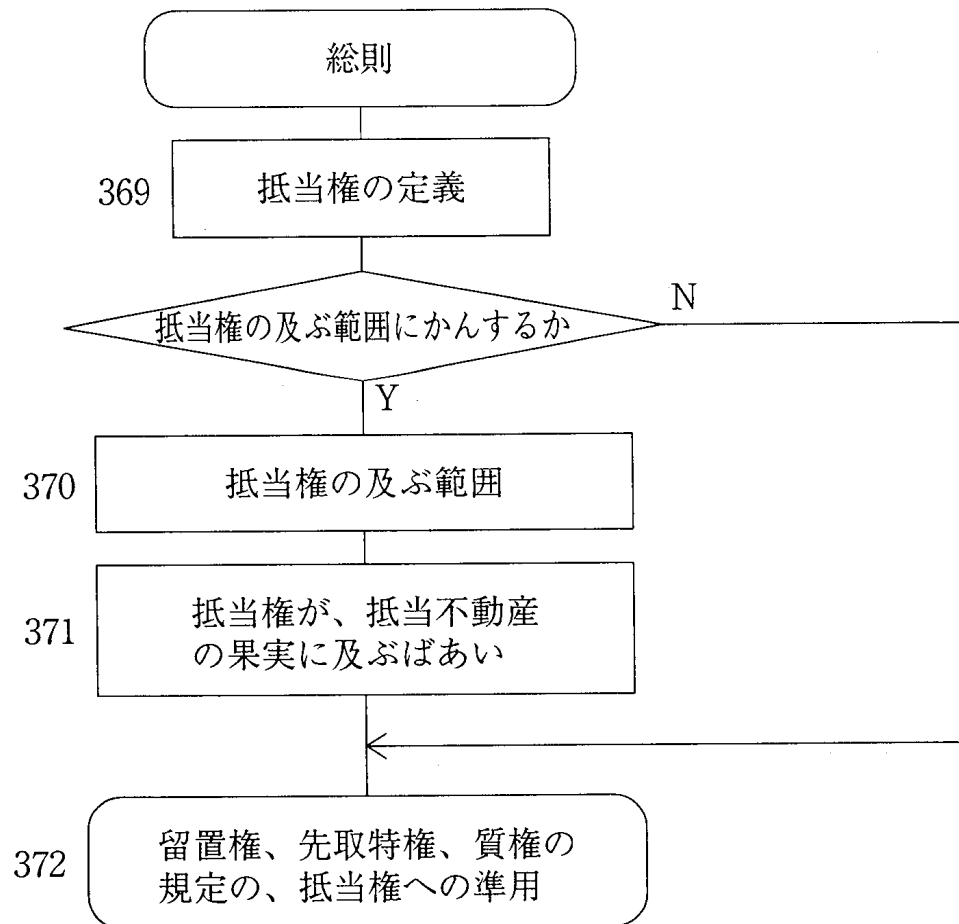 総則
369
抵当権の定義
抵当権の及ぶ範囲にかんするか
N
Y
370
抵当権の及ぶ範囲
371
抵当権が、抵当不動産
の果実に及ぶばあい
372
留置権、先取特権、質権の
規定の、抵当権への準用